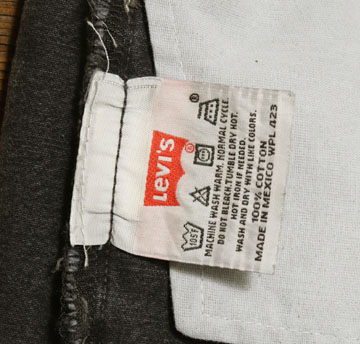 LEVI'S
®
105F
MACHINE WASH WARM. NORMAL CYCLE.
DO NOT BLEACH. TUMBLE DRY HOT.
HOT IRON IF NEEDED.
WASH AND DRY WITH LIKE COLORS.
100% COTTON
MADE IN MEXICO WPL 423